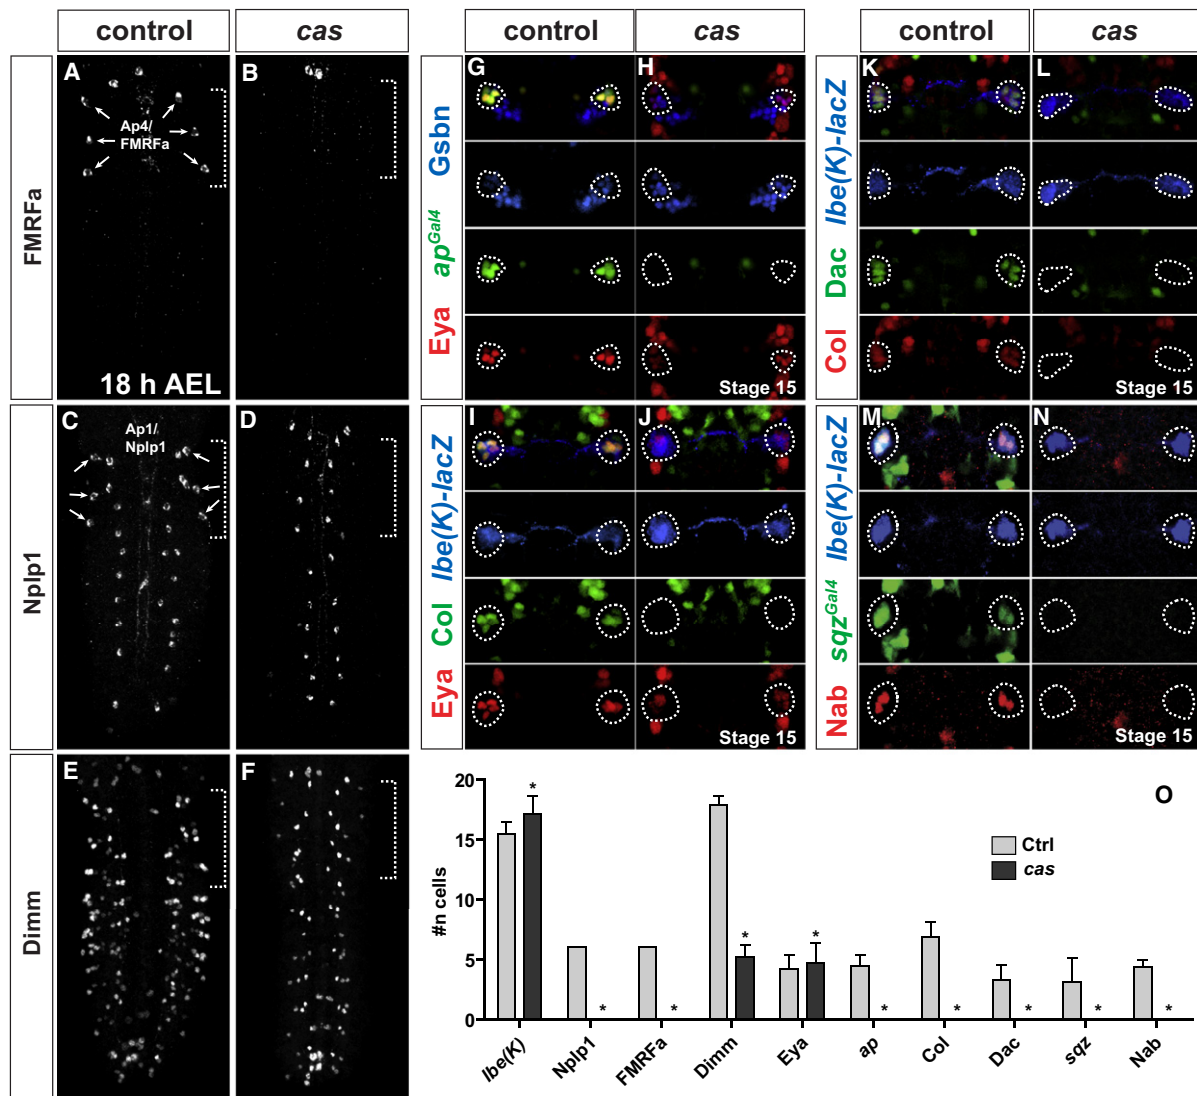 control
cas
control
cas
control
cas
FMRFa
A
Ap4/
FMRFa
18 h AEL
B
Nplp1
C
Ap1/
Nplp1
D
Dimm
E
F
Eya apGal4 Gsbn
G
H
Stage 15
Eya Col lbe(K)-lacZ
I
J
Stage 15
Col Dac lbe(K)-lacZ
K
L
Stage 15
Nab sqzGal4 lbe(K)-lacZ
M
N
Stage 15
O
#n cells
20
15
10
5
0
* * * * * * * * * *
Ctrl
cas
lbe(K)
Nplp1
FMRFa
Dimm
Eya
ap
Col
Dac
sqz
Nab